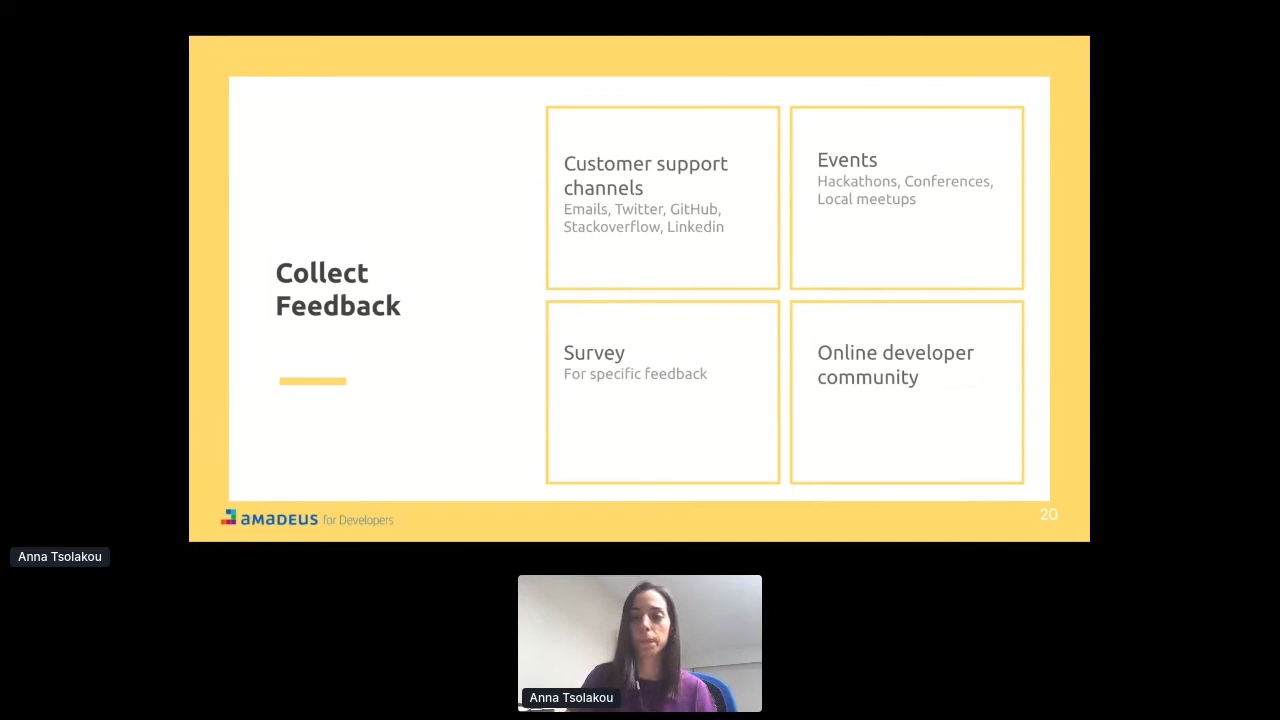 Collect
Feedback
Customer support
channels
Emails, Twitter, GitHub,
Stackoverflow, Linkedin
Events
Hackathons, Conferences,
Local meetups
Survey
For specific feedback
Online developer
community
amadeus for Developers
20
Anna Tsolakou
Anna Tsolakou